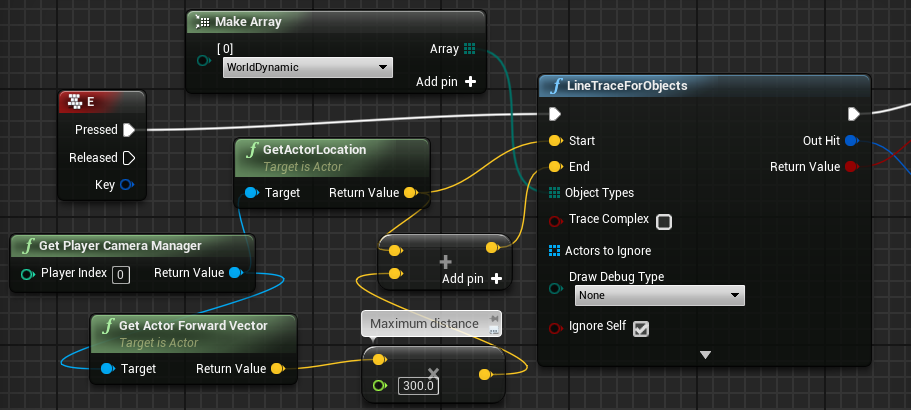 Make Array
[ 0]
WorldDynamic
Array
Add pin
E
Pressed
Released
Key
GetActorLocation
Target is Actor
Target
Return Value
Get Player Camera Manager
Player Index
0
Return Value
Get Actor Forward Vector
Target is Actor
Target
Return Value
Add pin
Maximum distance
300.0
LineTraceForObjects
Start
Out Hit
End
Return Value
Object Types
Trace Complex
Actors to Ignore
Draw Debug Type
None
Ignore Self